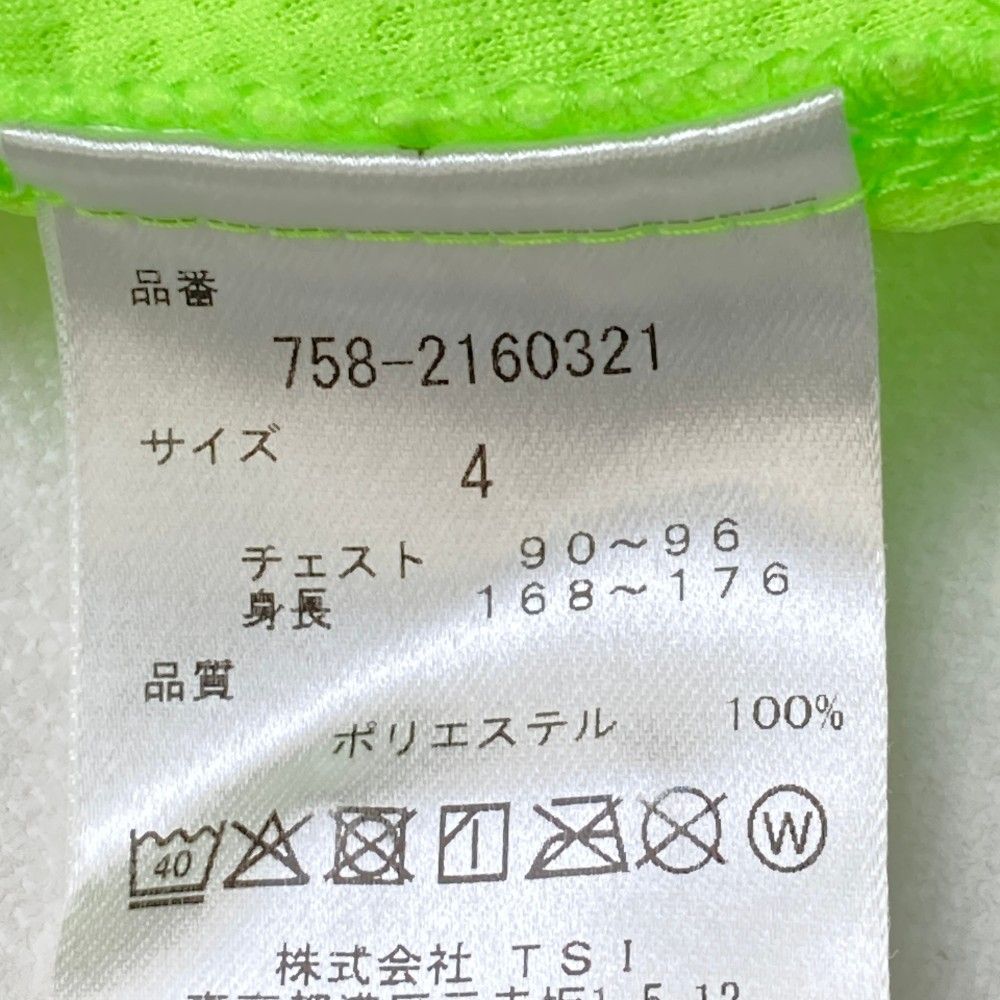 品番
758-2160321
サイズ 4
チェスト 90～96
身長 168～176
品質
ポリエステル 100%
40 W
株式会社 TSI